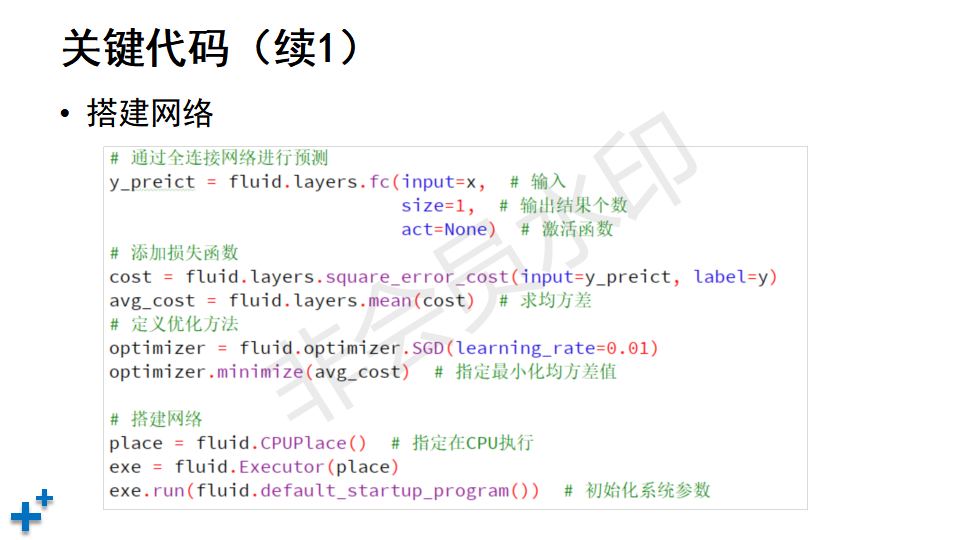 关键代码（续1）
• 搭建网络
# 通过全连接网络进行预测
y_preict = fluid.layers.fc(input=x,  # 输入
                           size=1,  # 输出结果个数
                           act=None)  # 激活函数
# 添加损失函数
cost = fluid.layers.square_error_cost(input=y_preict, label=y)
avg_cost = fluid.layers.mean(cost)  # 求均方差
# 定义优化方法
optimizer = fluid.optimizer.SGD(learning_rate=0.01)
optimizer.minimize(avg_cost)  # 指定最小化均方差值
# 搭建网络
place = fluid.CPUPlace()  # 指定在CPU执行
exe = fluid.Executor(place)
exe.run(fluid.default_startup_program())  # 初始化系统参数
非会员水印